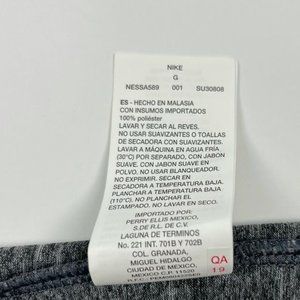 NIKE
G
NESSA589 001 SU30808
ES - HECHO EN MALASIA
CON INSUMOS IMPORTADOS
100% poliéster
LAVAR Y SECAR AL REVES.
NO USAR SUAVIZANTES O TOALLAS
DE SECADORA CON SUAVIZANTES.
LAVAR A MÁQUINA EN AGUA FRÍA
(30°C) POR SEPARADO, CON JABON
SUAVE. CON JABON SUAVE EN
POLVO. NO USAR BLANQUEADOR.
NO EXPRIMIR. SECAR EN
SECADORA A TEMPERATURA BAJA.
PLANCHAR A TEMPERATURA BAJA
(110°C). NO PLANCHAR EL
ESTAMPADO. NO LAVAR EN SECO.
IMPORTADO POR:
PERRY ELLIS MEXICO,
S.DE R.L. DE C.V.
LAGUNA DE TERMINOS
No. 221 INT. 701B Y 702B
COL. GRANADA,
MIGUEL HIDALGO
CIUDAD DE MEXICO,
MEXICO C.P. 11520
QA
19